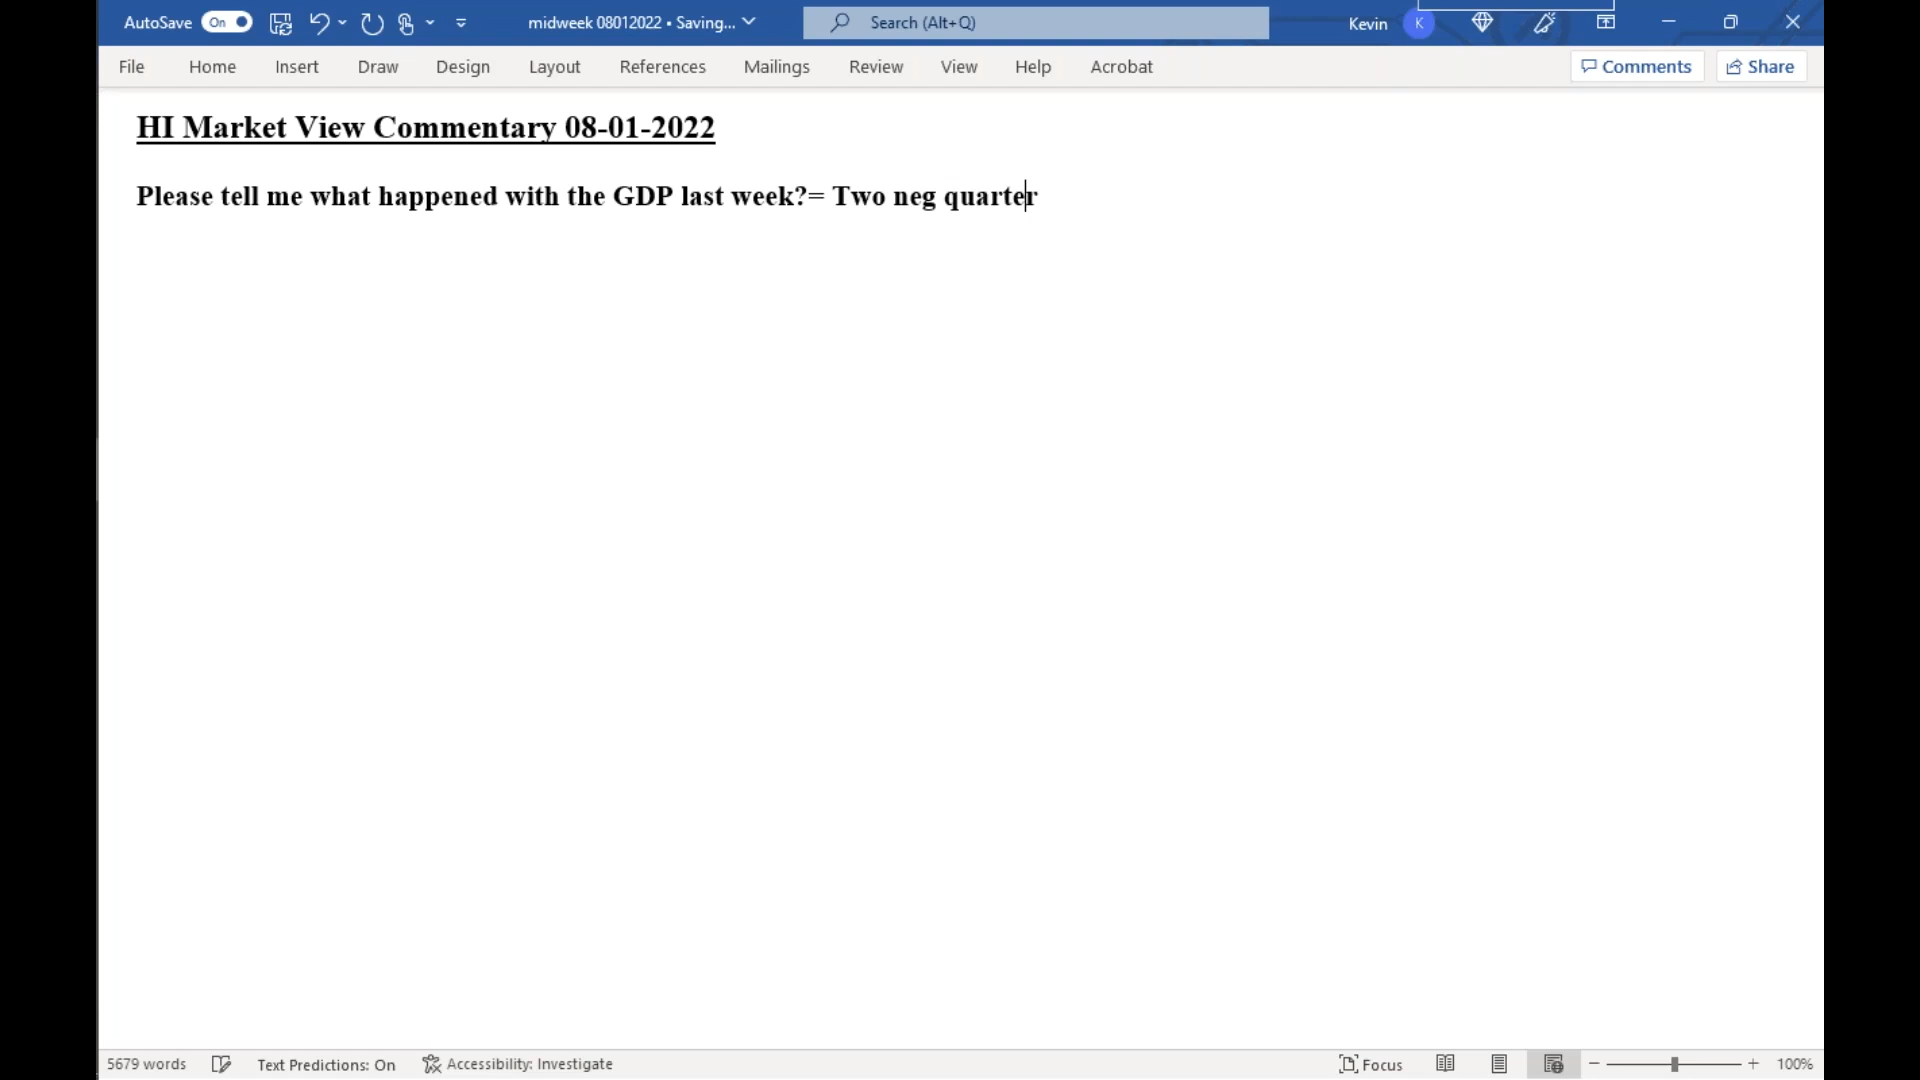 AutoSave On midweek 08012022 • Saving... Search (Alt+Q) Kevin K
File Home Insert Draw Design Layout References Mailings Review View Help Acrobat Comments Share
HI Market View Commentary 08-01-2022
Please tell me what happened with the GDP last week?= Two neg quarter
5679 words Text Predictions: On Accessibility: Investigate Focus 100%